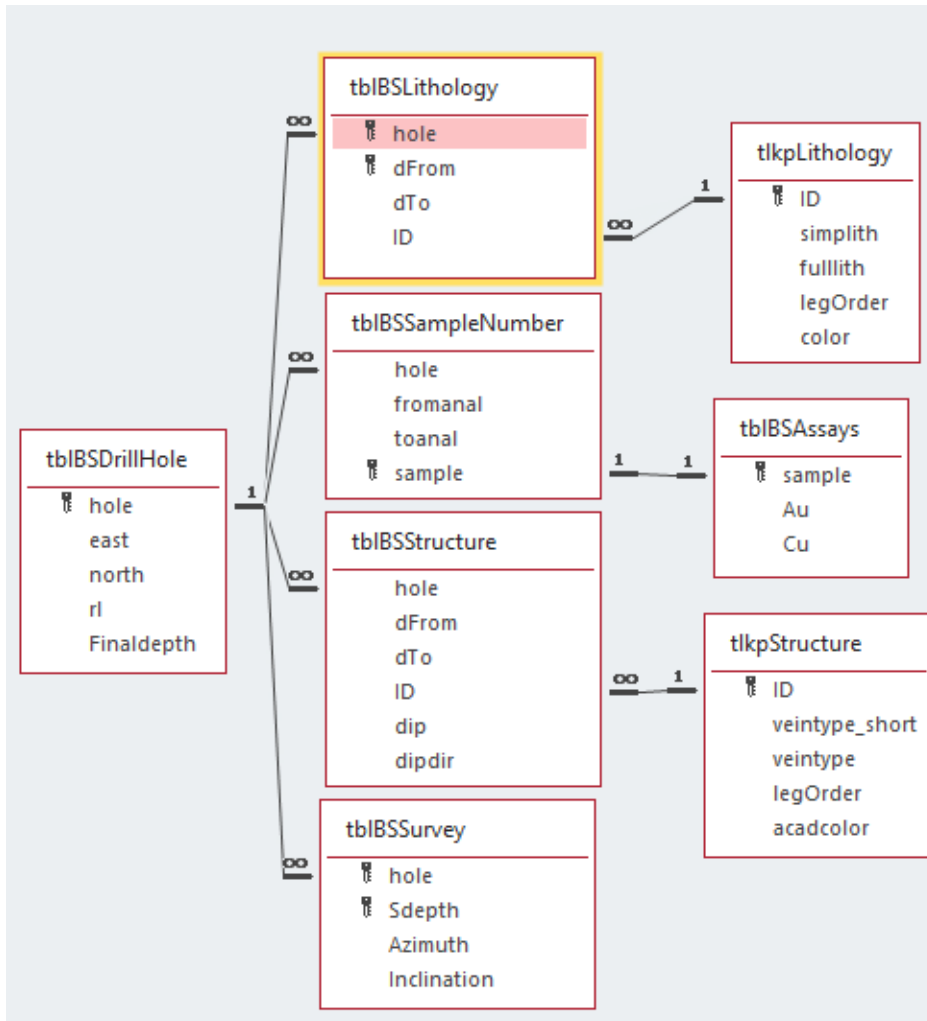 tblBSDrillHole
hole
east
north
rl
Finaldepth
1
∞
∞
∞
∞
tblBSLithology
hole
dFrom
dTo
ID
∞
1
tlkpLithology
ID
simplith
fulllith
legOrder
color
tblBSSampleNumber
hole
fromanal
toanal
sample
1
1
tblBSAssays
sample
Au
Cu
tblBSStructure
hole
dFrom
dTo
ID
dip
dipdir
∞
1
tlkpStructure
ID
veintype_short
veintype
legOrder
acadcolor
tblBSSurvey
hole
Sdepth
Azimuth
Inclination